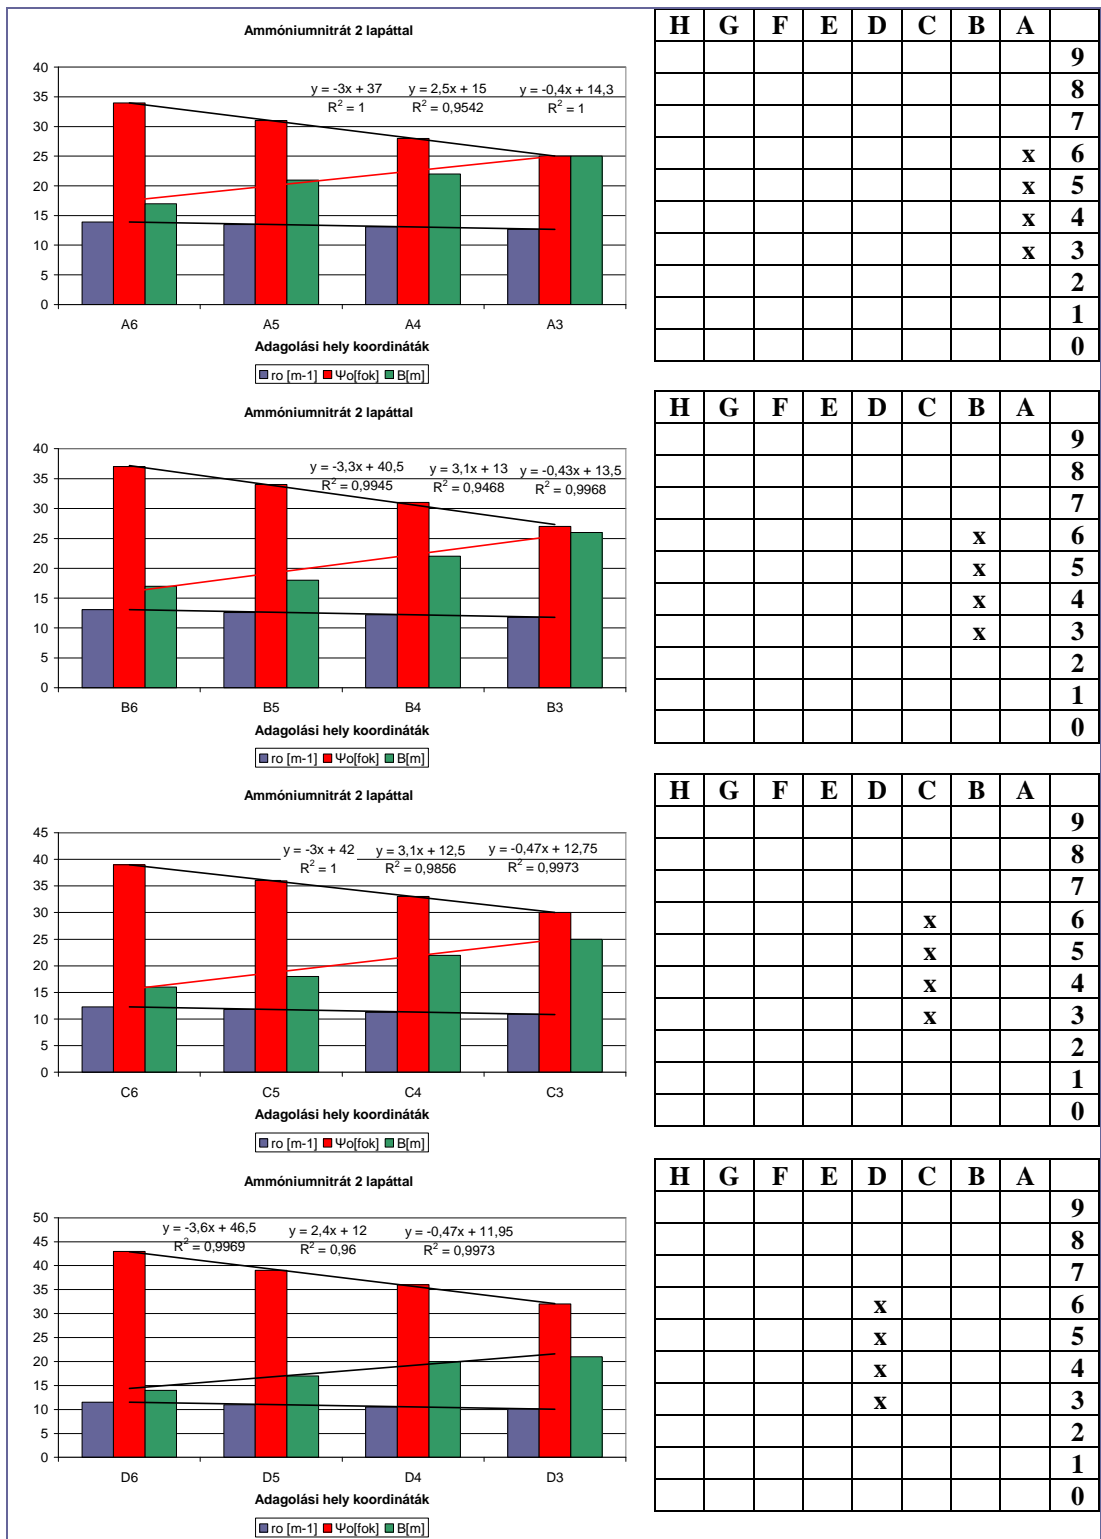 Ammóniumnitrát 2 lapáttal
y = -3x + 37 y = 2,5x + 15 y = -0,4x + 14,3
R² = 1 R² = 0,9542 R² = 1
40
35
30
25
20
15
10
5
0
A6 A5 A4 A3
Adagolási hely koordináták
ro [m-1] Ψo[fok] B[m]
H G F E D C B A
9
8
7
x 6
x 5
x 4
x 3
2
1
0
Ammóniumnitrát 2 lapáttal
y = -3,3x + 40,5 y = 3,1x + 13 y = -0,43x + 13,5
R² = 0,9945 R² = 0,9468 R² = 0,9968
40
35
30
25
20
15
10
5
0
B6 B5 B4 B3
Adagolási hely koordináták
ro [m-1] Ψo[fok] B[m]
H G F E D C B A
9
8
7
x 6
x 5
x 4
x 3
2
1
0
Ammóniumnitrát 2 lapáttal
y = -3x + 42 y = 3,1x + 12,5 y = -0,47x + 12,75
R² = 1 R² = 0,9856 R² = 0,9973
45
40
35
30
25
20
15
10
5
0
C6 C5 C4 C3
Adagolási hely koordináták
ro [m-1] Ψo[fok] B[m]
H G F E D C B A
9
8
7
x 6
x 5
x 4
x 3
2
1
0
Ammóniumnitrát 2 lapáttal
y = -3,6x + 46,5 y = 2,4x + 12 y = -0,47x + 11,95
R² = 0,9969 R² = 0,96 R² = 0,9973
50
45
40
35
30
25
20
15
10
5
0
D6 D5 D4 D3
Adagolási hely koordináták
ro [m-1] Ψo[fok] B[m]
H G F E D C B A
9
8
7
x 6
x 5
x 4
x 3
2
1
0